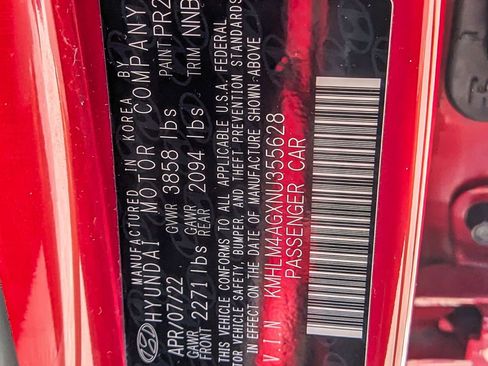 MANUFACTURED IN KOREA BY
HYUNDAI MOTOR COMPANY
APR/07/22 GVWR 3858 lbs PAINT PR2
GAWR FRONT 2271 lbs GAWR REAR 2094 lbs TRIM NNB
THIS VEHICLE CONFORMS TO ALL APPLICABLE U.S.A. FEDERAL
MOTOR VEHICLE SAFETY, BUMPER, AND THEFT PREVENTION STANDARDS
IN EFFECT ON THE DATE OF MANUFACTURE SHOWN ABOVE
VIN KMHLM4AGXNU355628
PASSENGER CAR